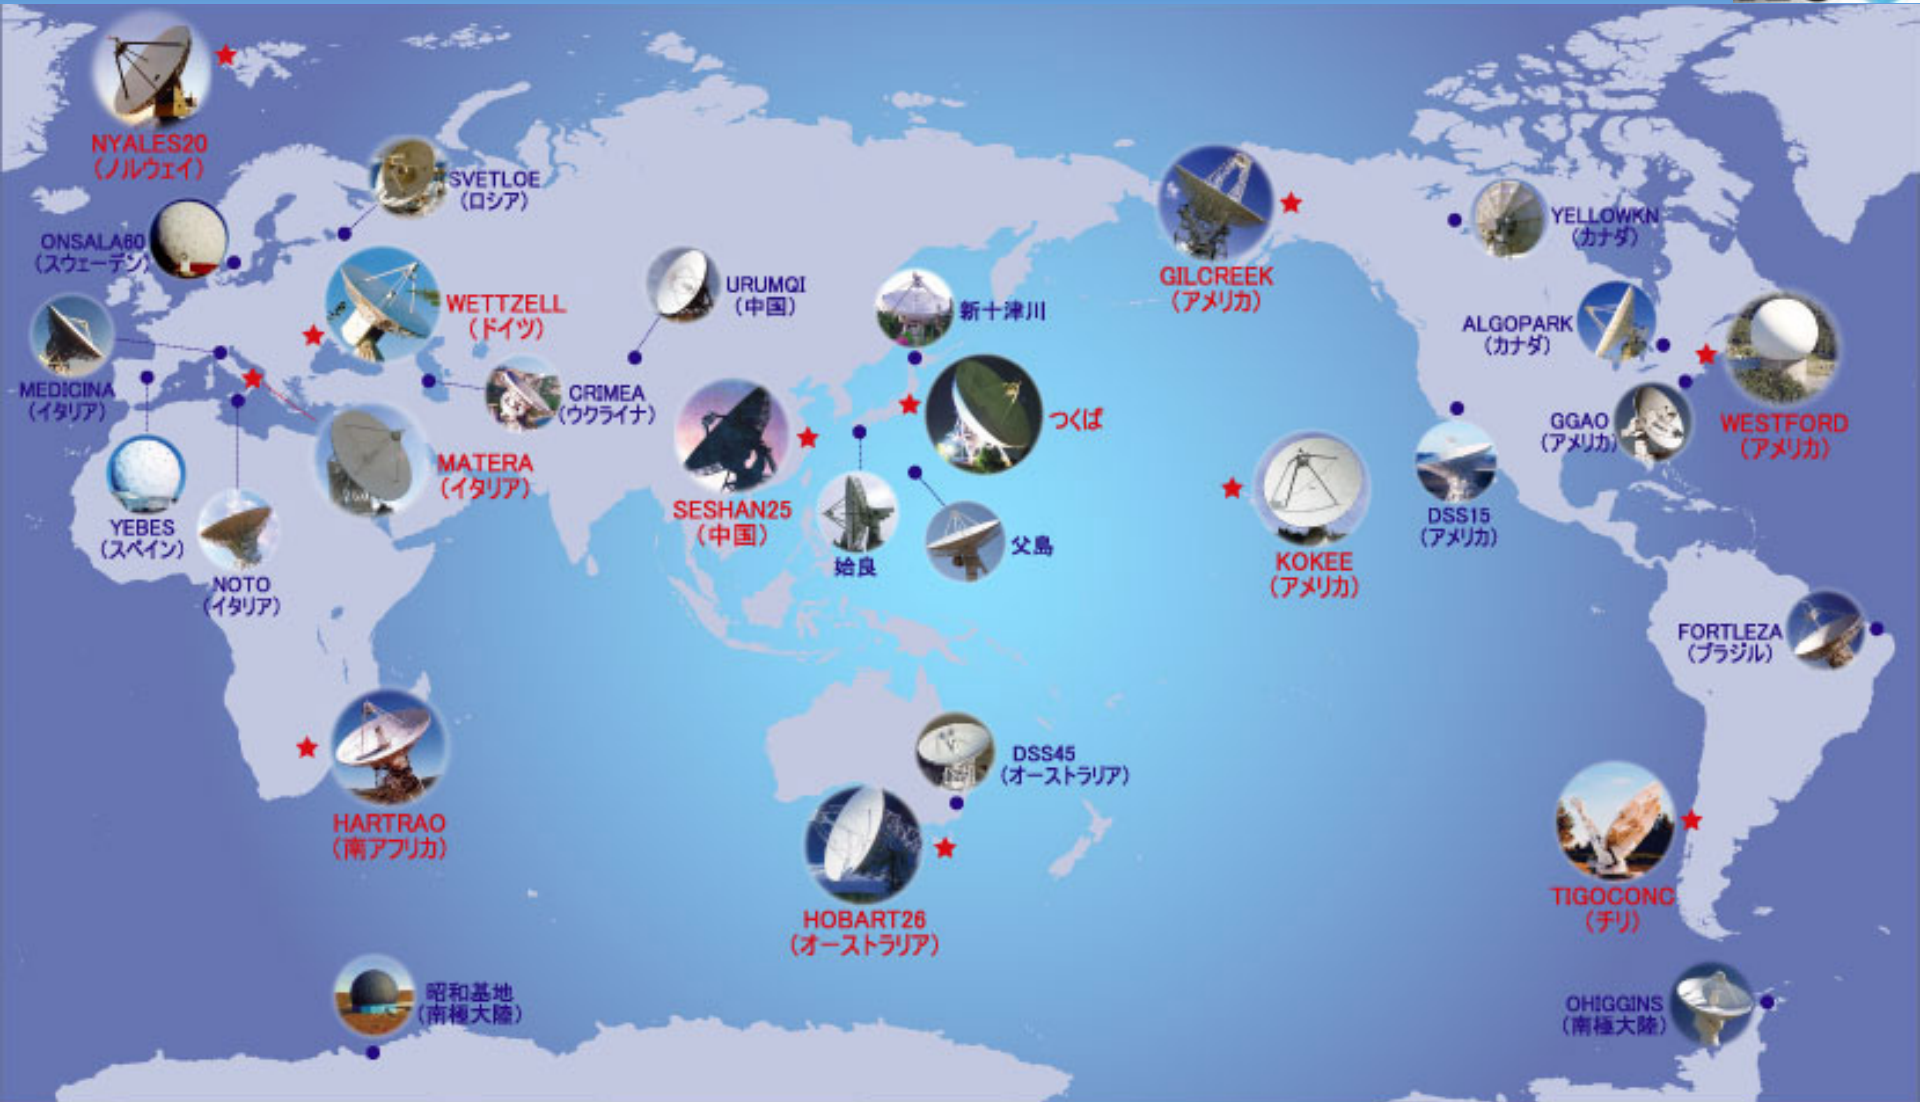 NYALES20
（ノルウェイ）
SVETLOE
（ロシア）
ONSALA60
（スウェーデン）
WETTZELL
（ドイツ）
URUMQI
（中国）
新十津川
GILCREEK
（アメリカ）
YELLOWKN
（カナダ）
ALGOPARK
（カナダ）
MEDICINA
（イタリア）
CRIMEA
（ウクライナ）
つくば
GGAO
（アメリカ）
WESTFORD
（アメリカ）
MATERA
（イタリア）
SESHAN25
（中国）
YEBES
（スペイン）
NOTO
（イタリア）
始良
父島
KOKEE
（アメリカ）
DSS15
（アメリカ）
FORTLEZA
（ブラジル）
HARTRAO
（南アフリカ）
DSS45
（オーストラリア）
HOBART26
（オーストラリア）
TIGOCONC
（チリ）
昭和基地
（南極大陸）
OHIGGINS
（南極大陸）